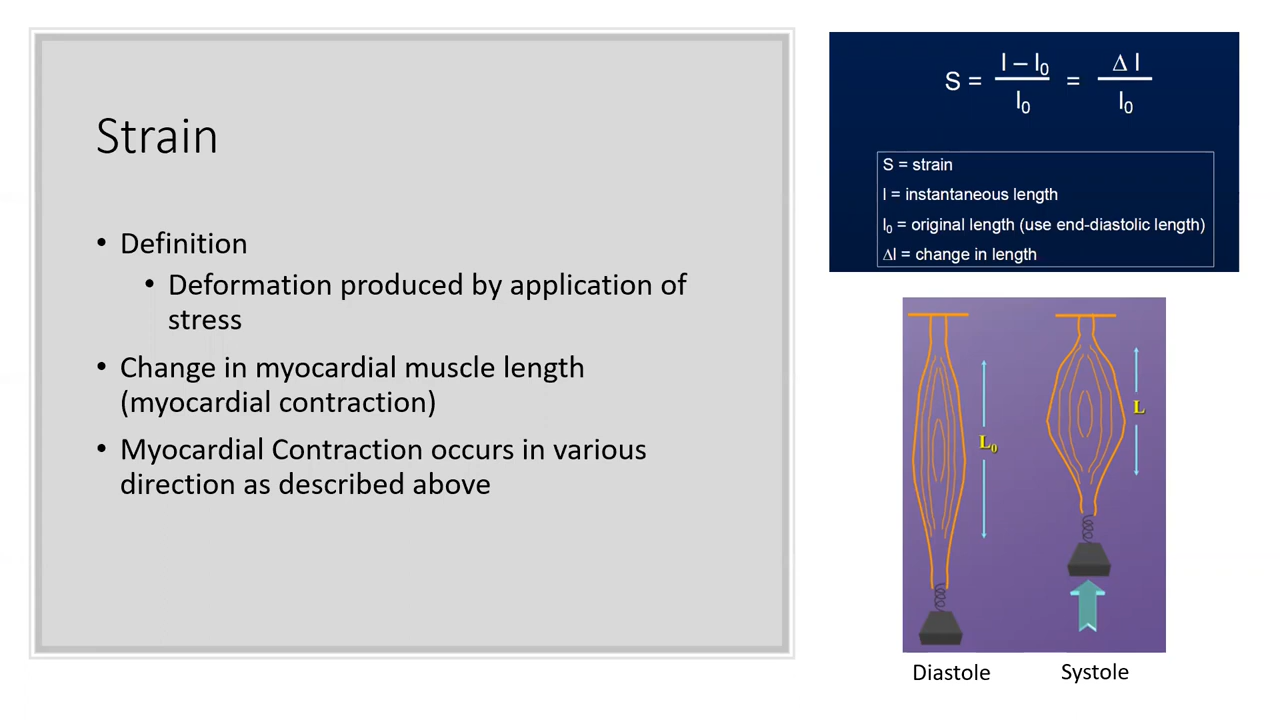 Strain
• Definition
• Deformation produced by application of
stress
• Change in myocardial muscle length
(myocardial contraction)
• Myocardial Contraction occurs in various
direction as described above
S = l – l₀ / l₀ = Δ l / l₀
S = strain
l = instantaneous length
l₀ = original length (use end-diastolic length)
Δl = change in length
L₀
L
Diastole
Systole